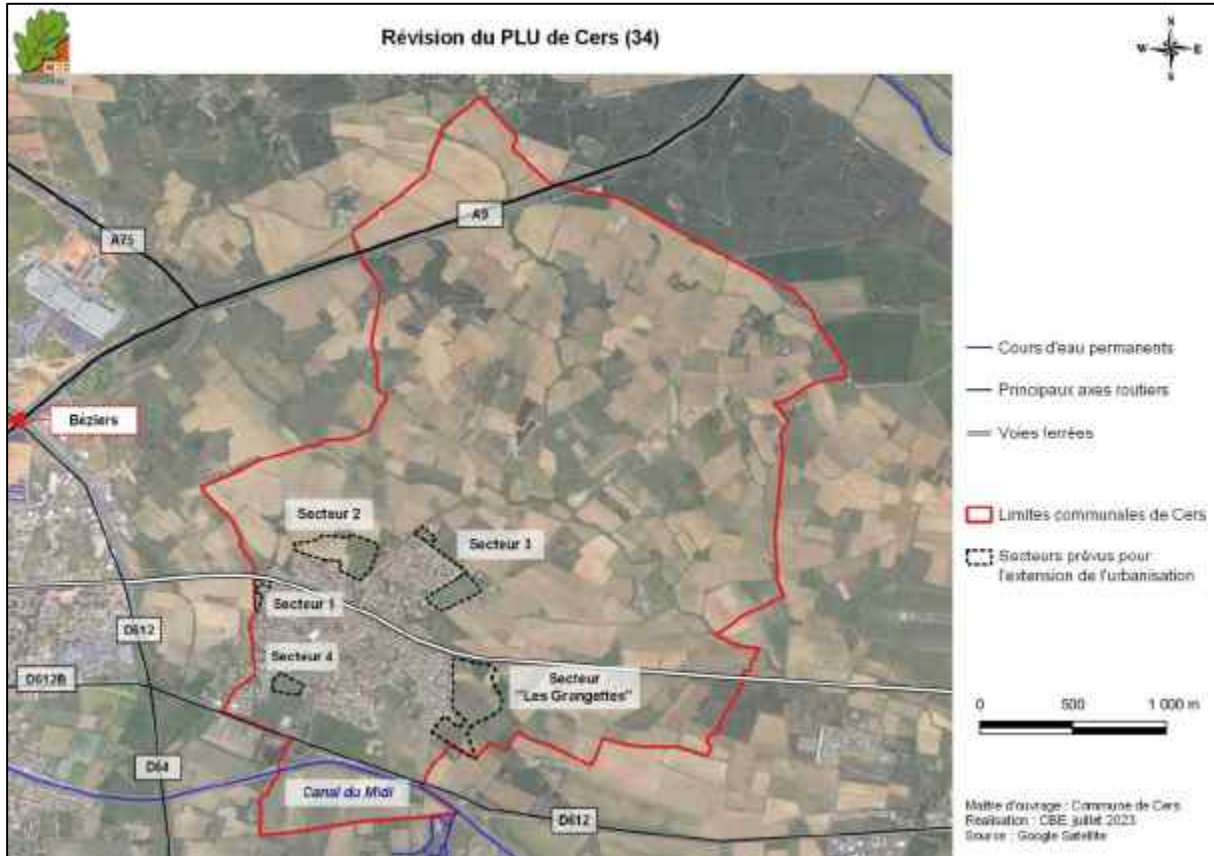 Révision du PLU de Cers (34)
CBE
N
W E
S
A9
A75
Béziers
Secteur 2
Secteur 3
Secteur 1
D612
Secteur 4
D612B
Secteur
"Les Grangettes"
D64
Canal du Midi
D612
Cours d'eau permanents
Principaux axes routiers
Voies ferrées
Limites communales de Cers
Secteurs prévus pour
l'extension de l'urbanisation
0 500 1 000 m
Maître d'ouvrage : Commune de Cers
Réalisation : CBE, juillet 2023
Source : Google Satellite